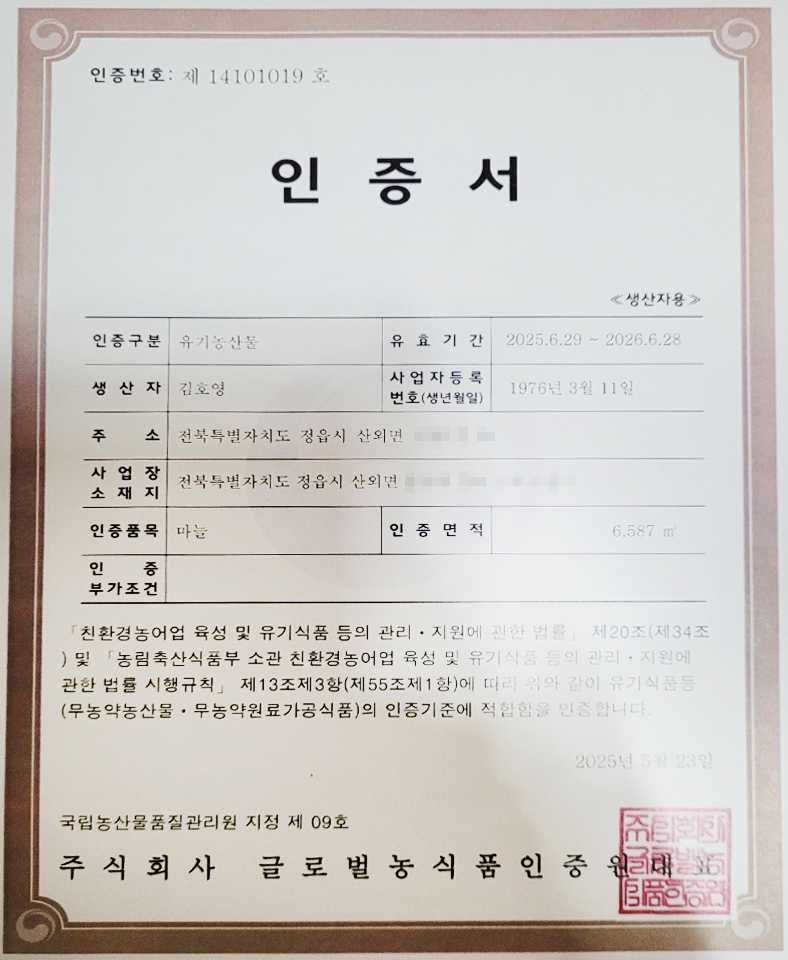 인증번호: 제 14101019 호
인 증 서
≪생산자용≫
인증구분 유기농산물 유 효 기 간 2025.6.29 ~ 2026.6.28
생 산 자 김호영 사업자등록 번호(생년월일) 1976년 3월 11일
주 소 전북특별자치도 정읍시 산외면
사 업 장 소 재 지 전북특별자치도 정읍시 산외면
인증품목 마늘 인 증 면 적 6,587 ㎡
인 증 부가조건
「친환경농어업 육성 및 유기식품 등의 관리・지원에 관한 법률」 제20조(제34조
) 및 「농림축산식품부 소관 친환경농어업 육성 및 유기식품 등의 관리・지원에
관한 법률 시행규칙」 제13조제3항(제55조제1항)에 따라 위와 같이 유기식품등
(무농약농산물・무농약원료가공식품)의 인증기준에 적합함을 인증합니다.
2025년 5월 23일
국립농산물품질관리원 지정 제 09호
주식회사 글로벌농식품인증원대표